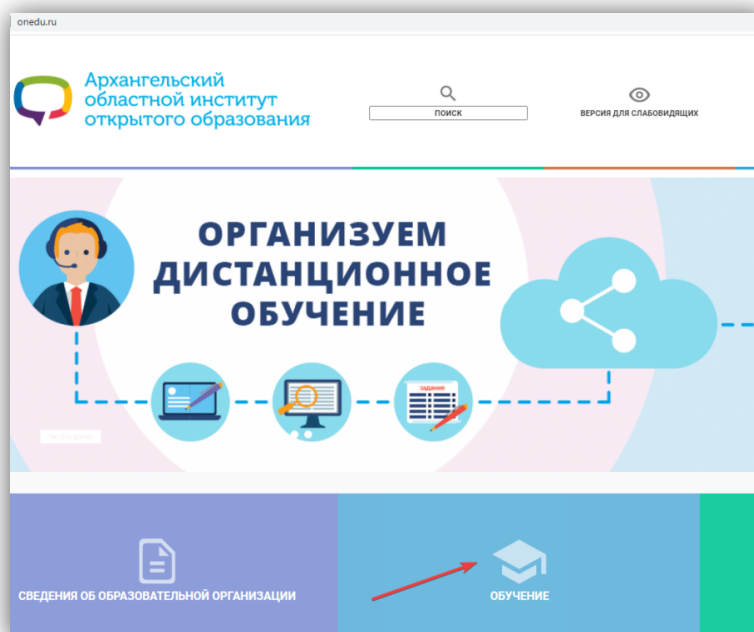 onedu.ru
Архангельский
областной институт
открытого образования
ПОИСК
ВЕРСИЯ ДЛЯ СЛАБОВИДЯЩИХ
ОРГАНИЗУЕМ
ДИСТАНЦИОННОЕ
ОБУЧЕНИЕ
задание
СВЕДЕНИЯ ОБ ОБРАЗОВАТЕЛЬНОЙ ОРГАНИЗАЦИИ
ОБУЧЕНИЕ